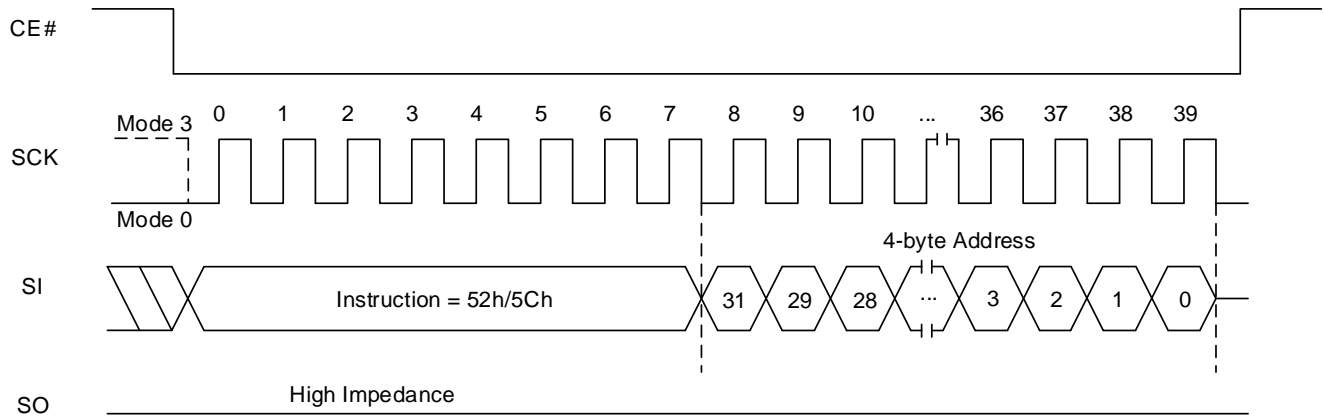 CE#
0 1 2 3 4 5 6 7 8 9 10 ... 36 37 38 39
Mode 3
SCK
Mode 0
4-byte Address
SI
Instruction = 52h/5Ch 31 29 28 ... 3 2 1 0
High Impedance
SO